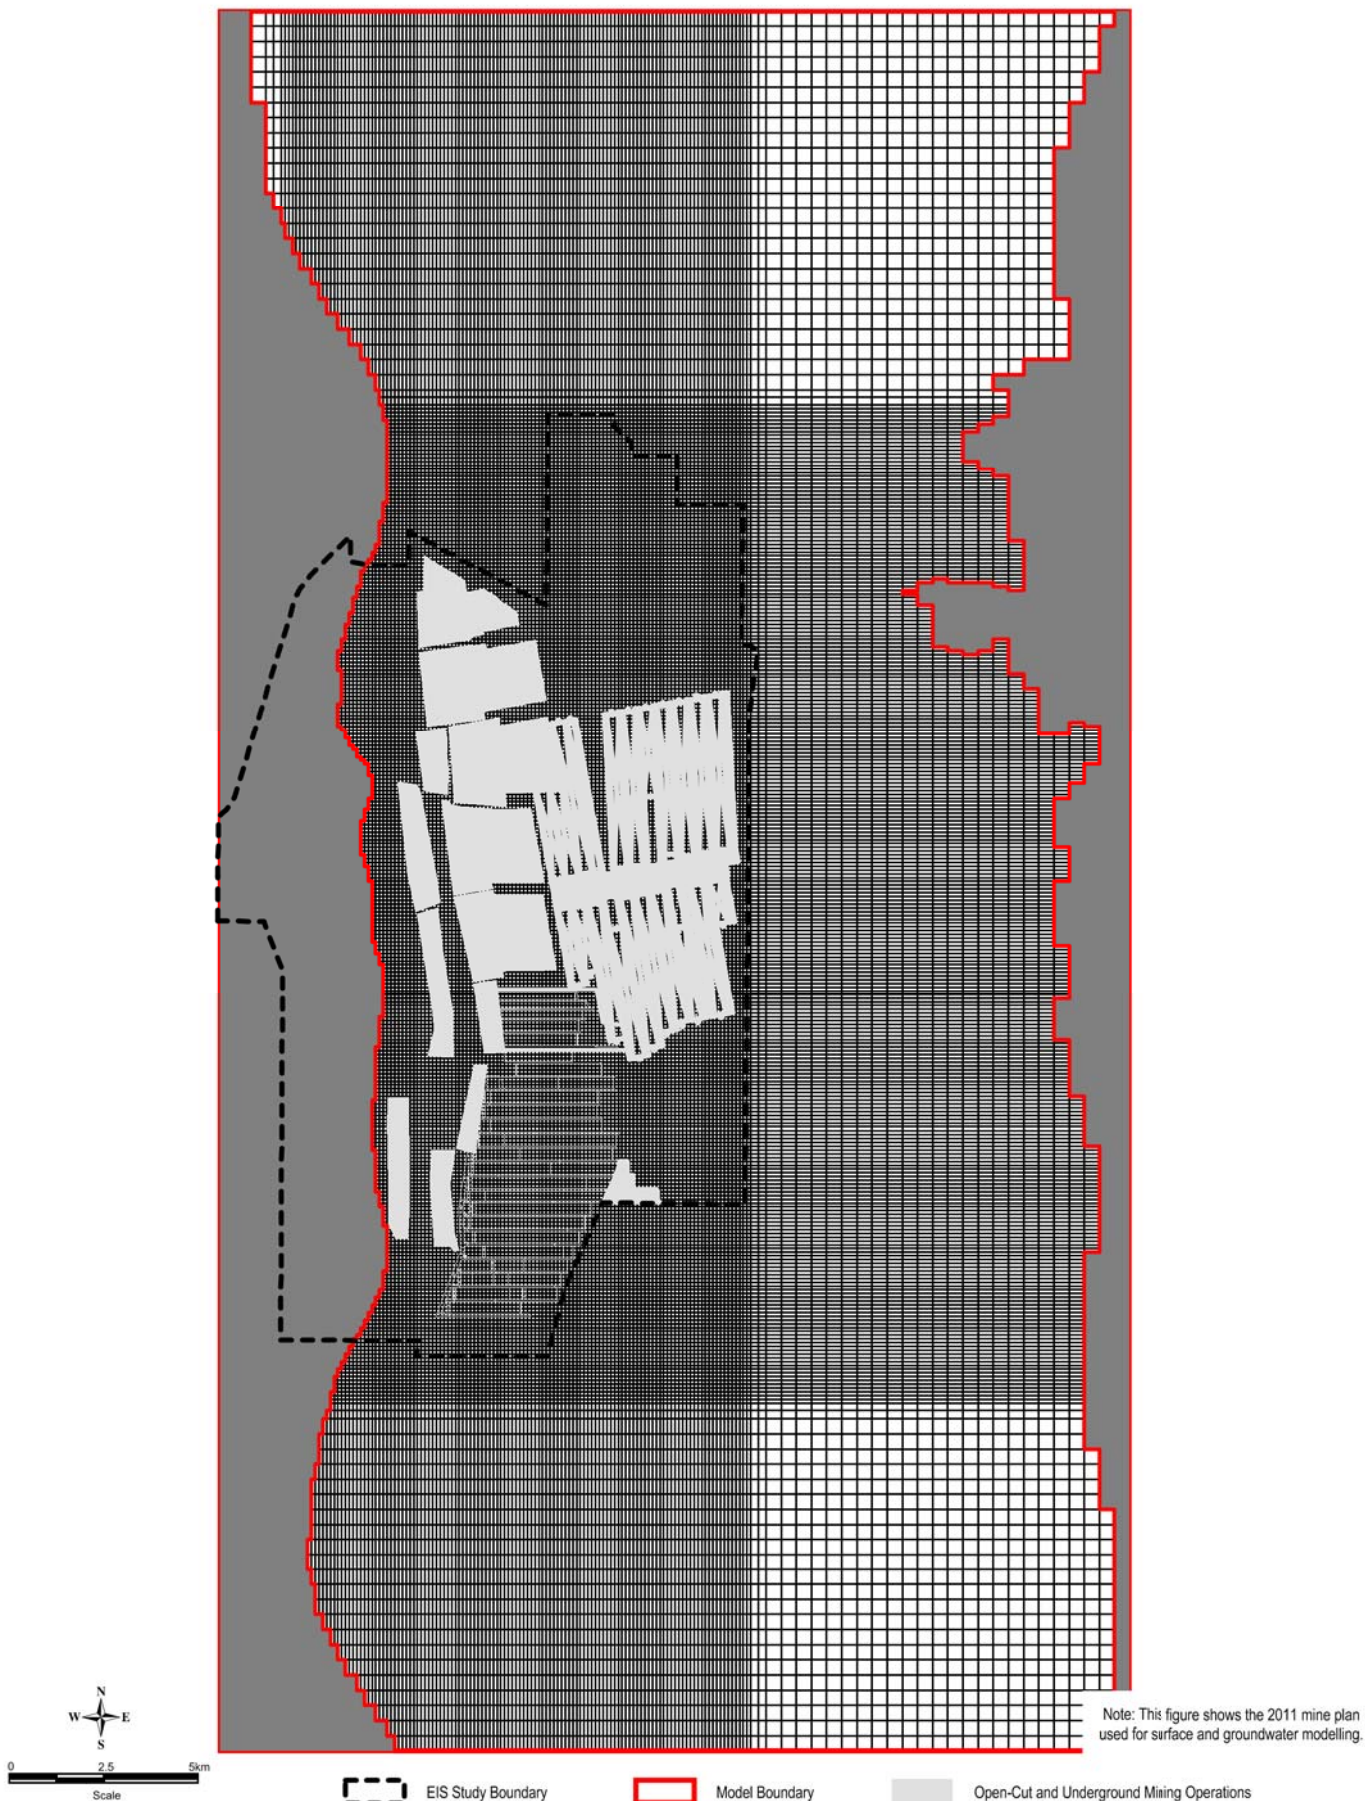 N
W E
S
0 2.5 5km
Scale
Note: This figure shows the 2011 mine plan
used for surface and groundwater modelling.
EIS Study Boundary
Model Boundary
Open-Cut and Underground Mining Operations